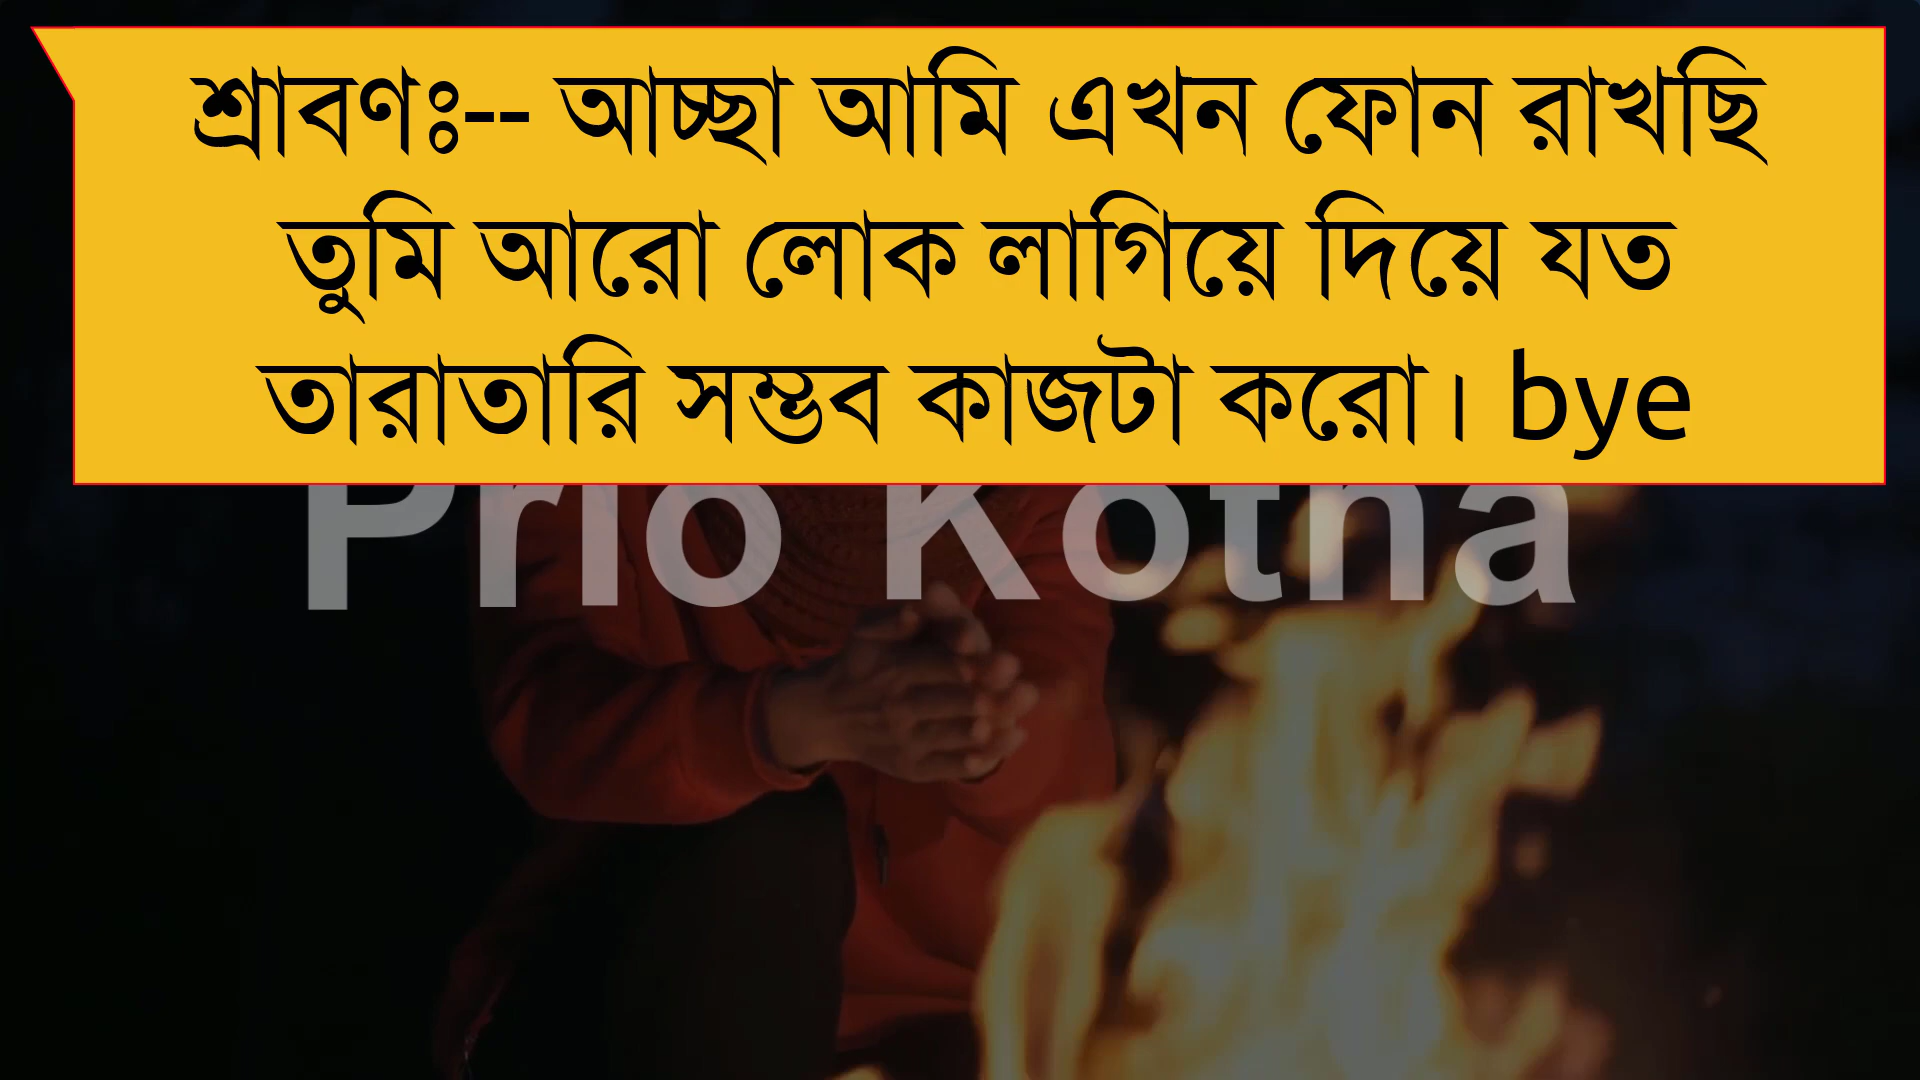 শ্রাবণঃ-- আচ্ছা আমি এখন ফোন রাখছি
তুমি আরো লোক লাগিয়ে দিয়ে যত
তারাতারি সম্ভব কাজটা করো। bye
Prio Kotha